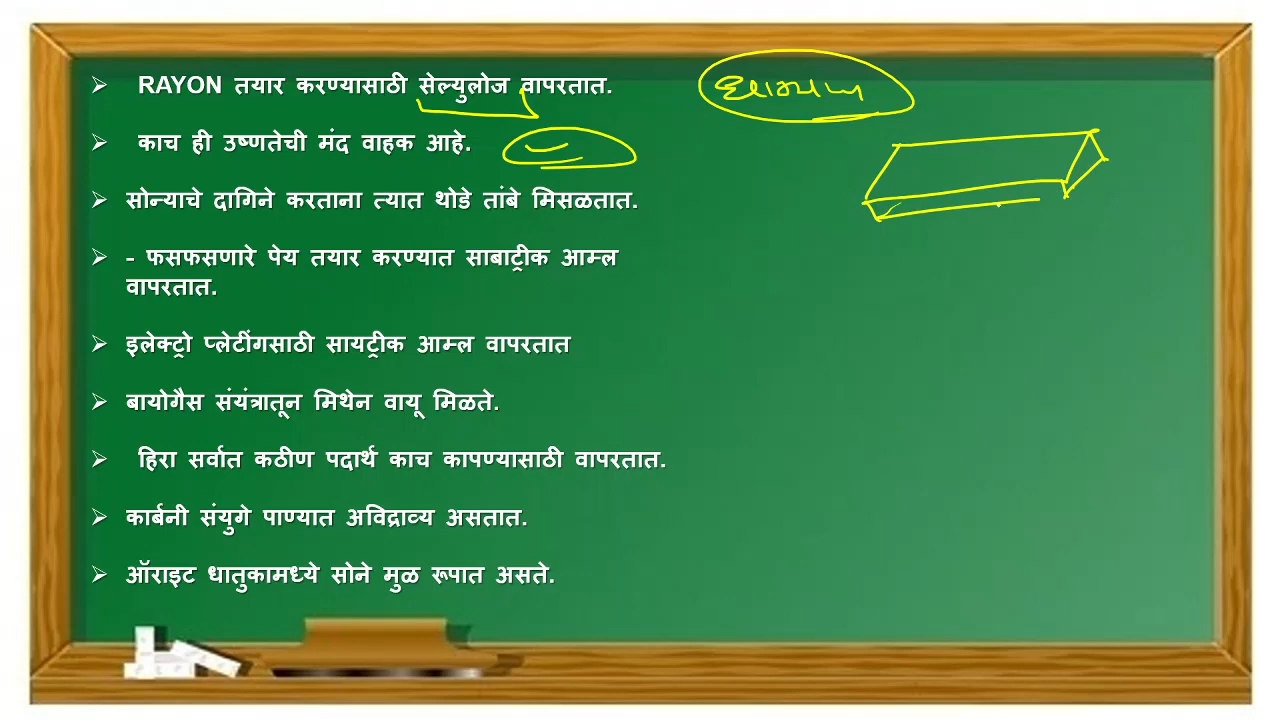 RAYON तयार करण्यासाठी सेल्युलोज वापरतात.
काच ही उष्णतेची मंद वाहक आहे.
सोन्याचे दागिने करताना त्यात थोडे तांबे मिसळतात.
- फसफसणारे पेय तयार करण्यात साबाट्रीक आम्ल
वापरतात.
इलेक्ट्रो प्लेटींगसाठी सायट्रीक आम्ल वापरतात
बायोगैस संयंत्रातून मिथेन वायू मिळते.
हिरा सर्वात कठीण पदार्थ काच कापण्यासाठी वापरतात.
कार्बनी संयुगे पाण्यात अविद्राव्य असतात.
ऑराइट धातुकामध्ये सोने मुळ रूपात असते.